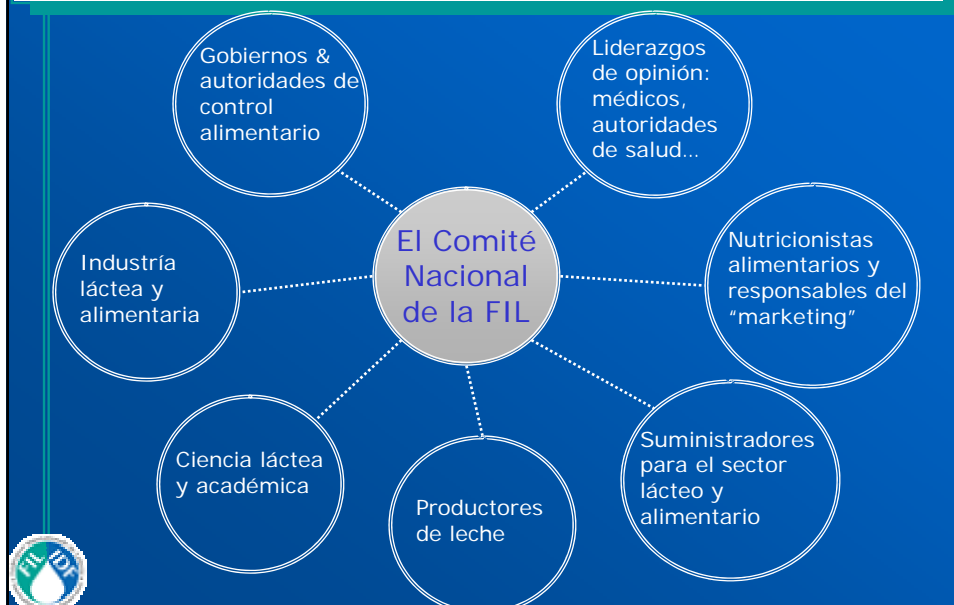 Gobiernos &
autoridades de
control
alimentario
Liderazgos
de opinión:
médicos,
autoridades
de salud...
El Comité
Nacional
de la FIL
Industría
láctea y
alimentaria
Nutricionistas
alimentarios y
responsables del
“marketing”
Ciencia láctea
y académica
Productores
de leche
Suministradores
para el sector
lácteo y
alimentario
FIL IDF